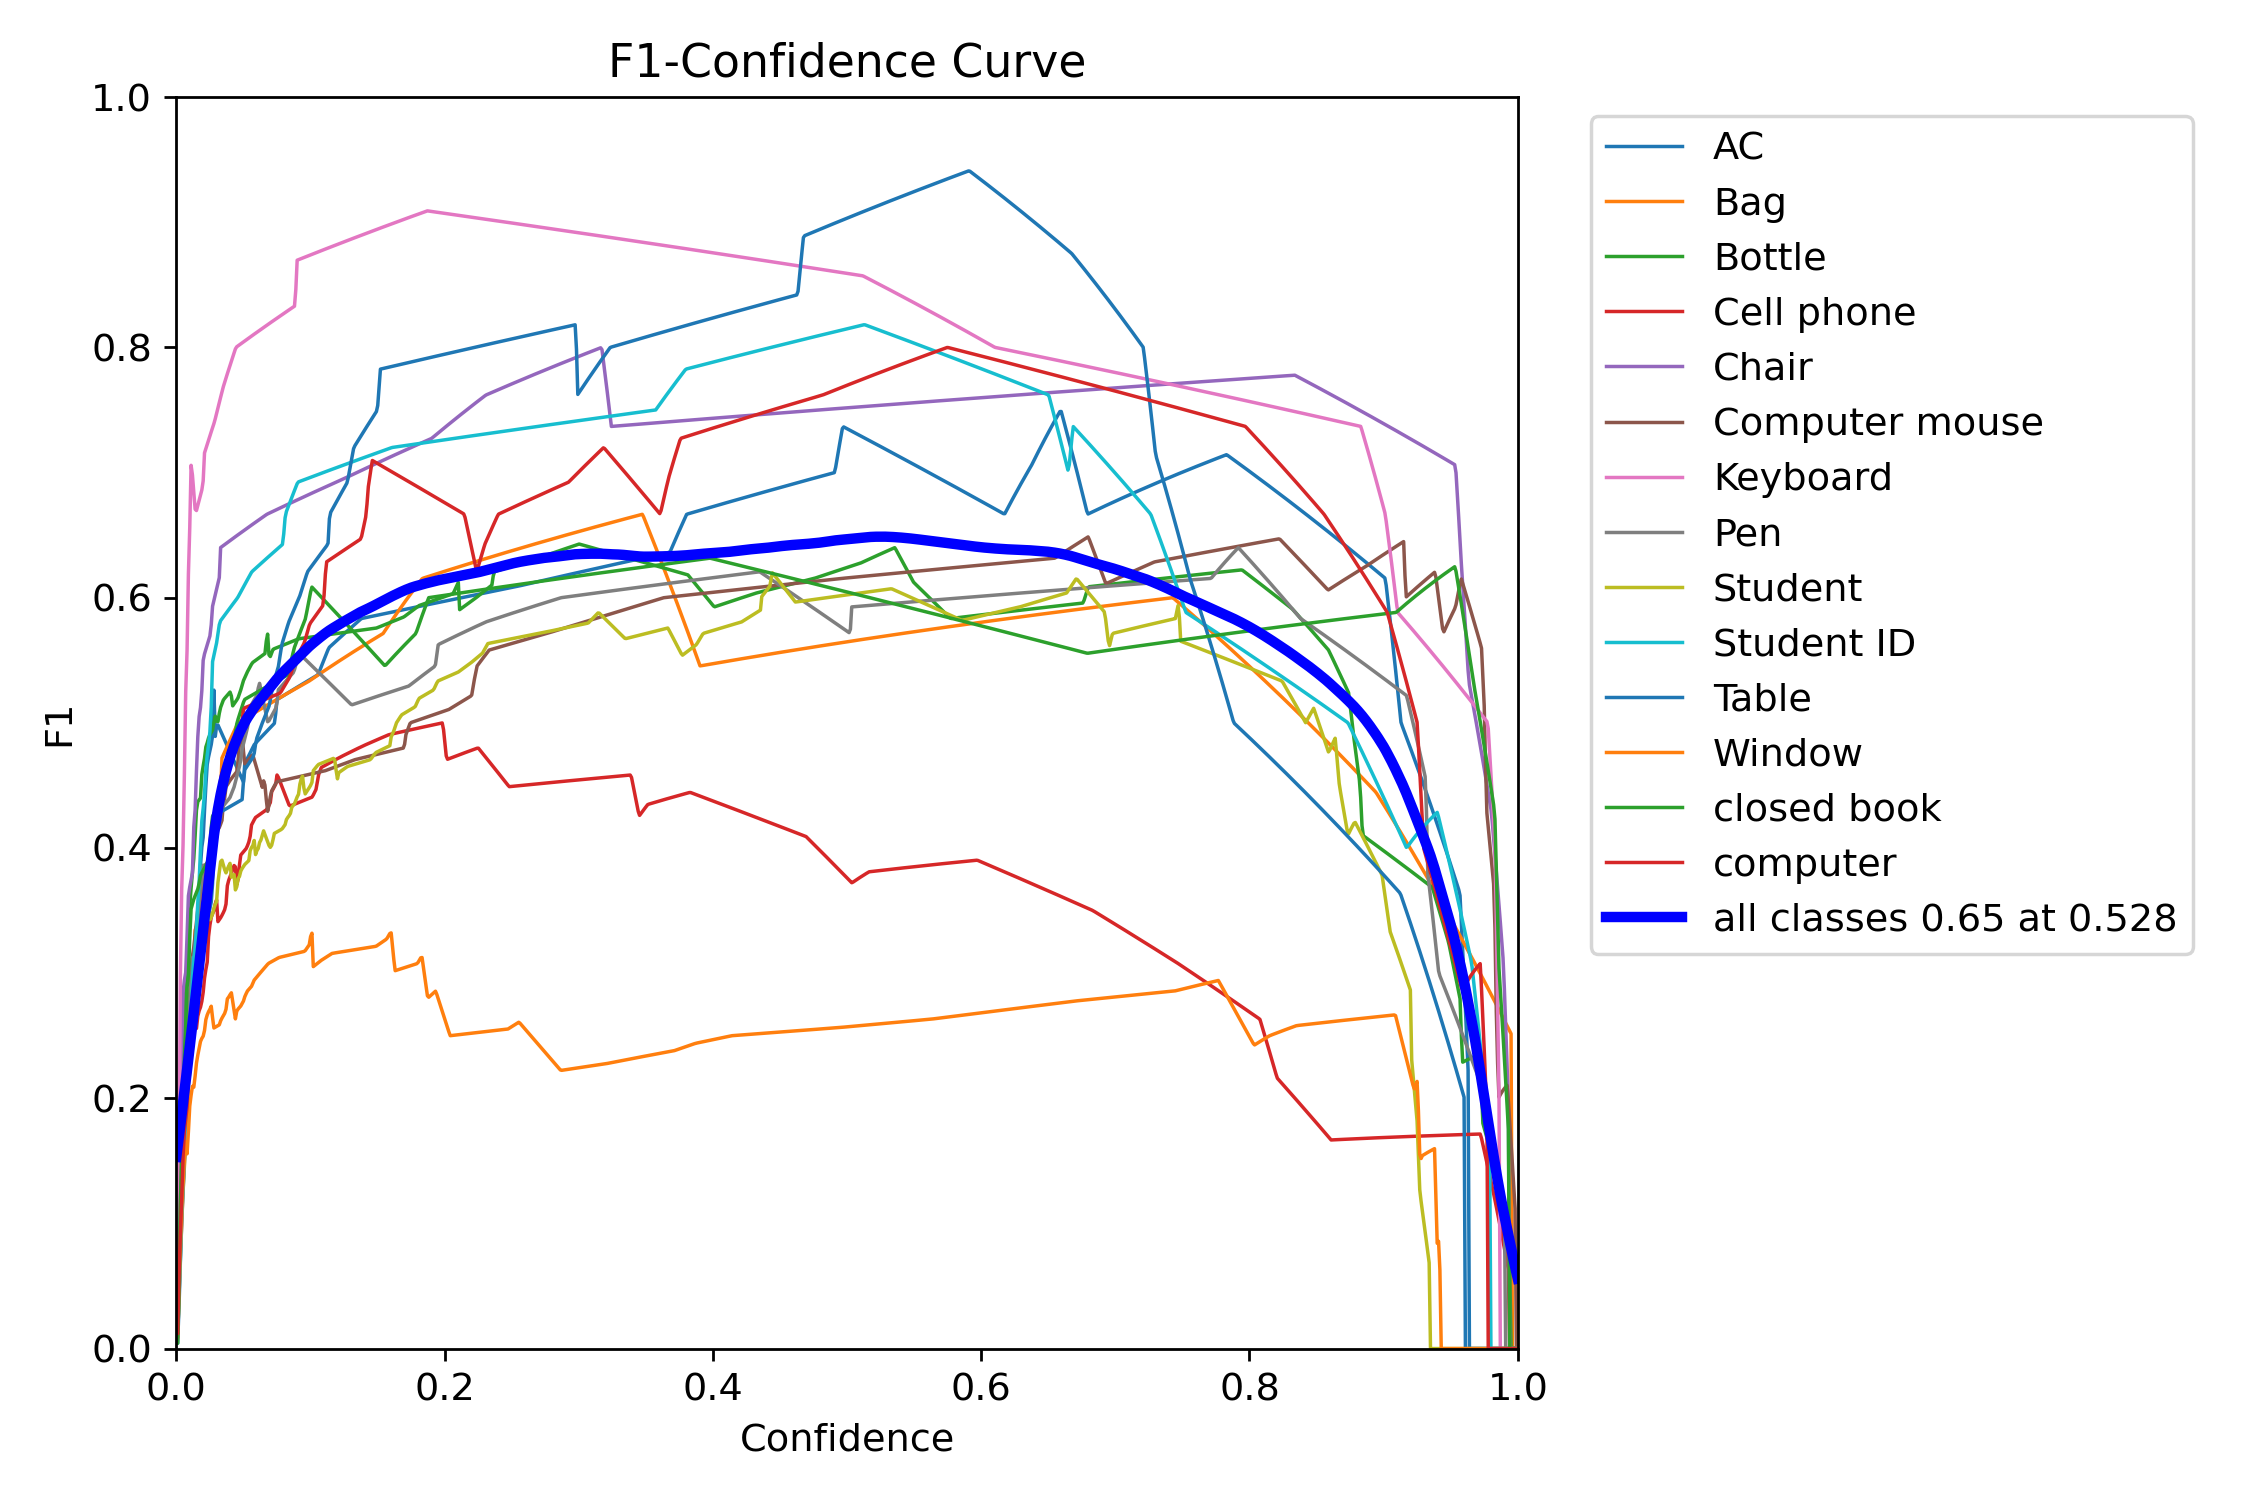 F1-Confidence Curve
1.0
0.8
0.6
0.4
0.2
0.0
F1
0.0 0.2 0.4 0.6 0.8 1.0
Confidence
AC
Bag
Bottle
Cell phone
Chair
Computer mouse
Keyboard
Pen
Student
Student ID
Table
Window
closed book
computer
all classes 0.65 at 0.528